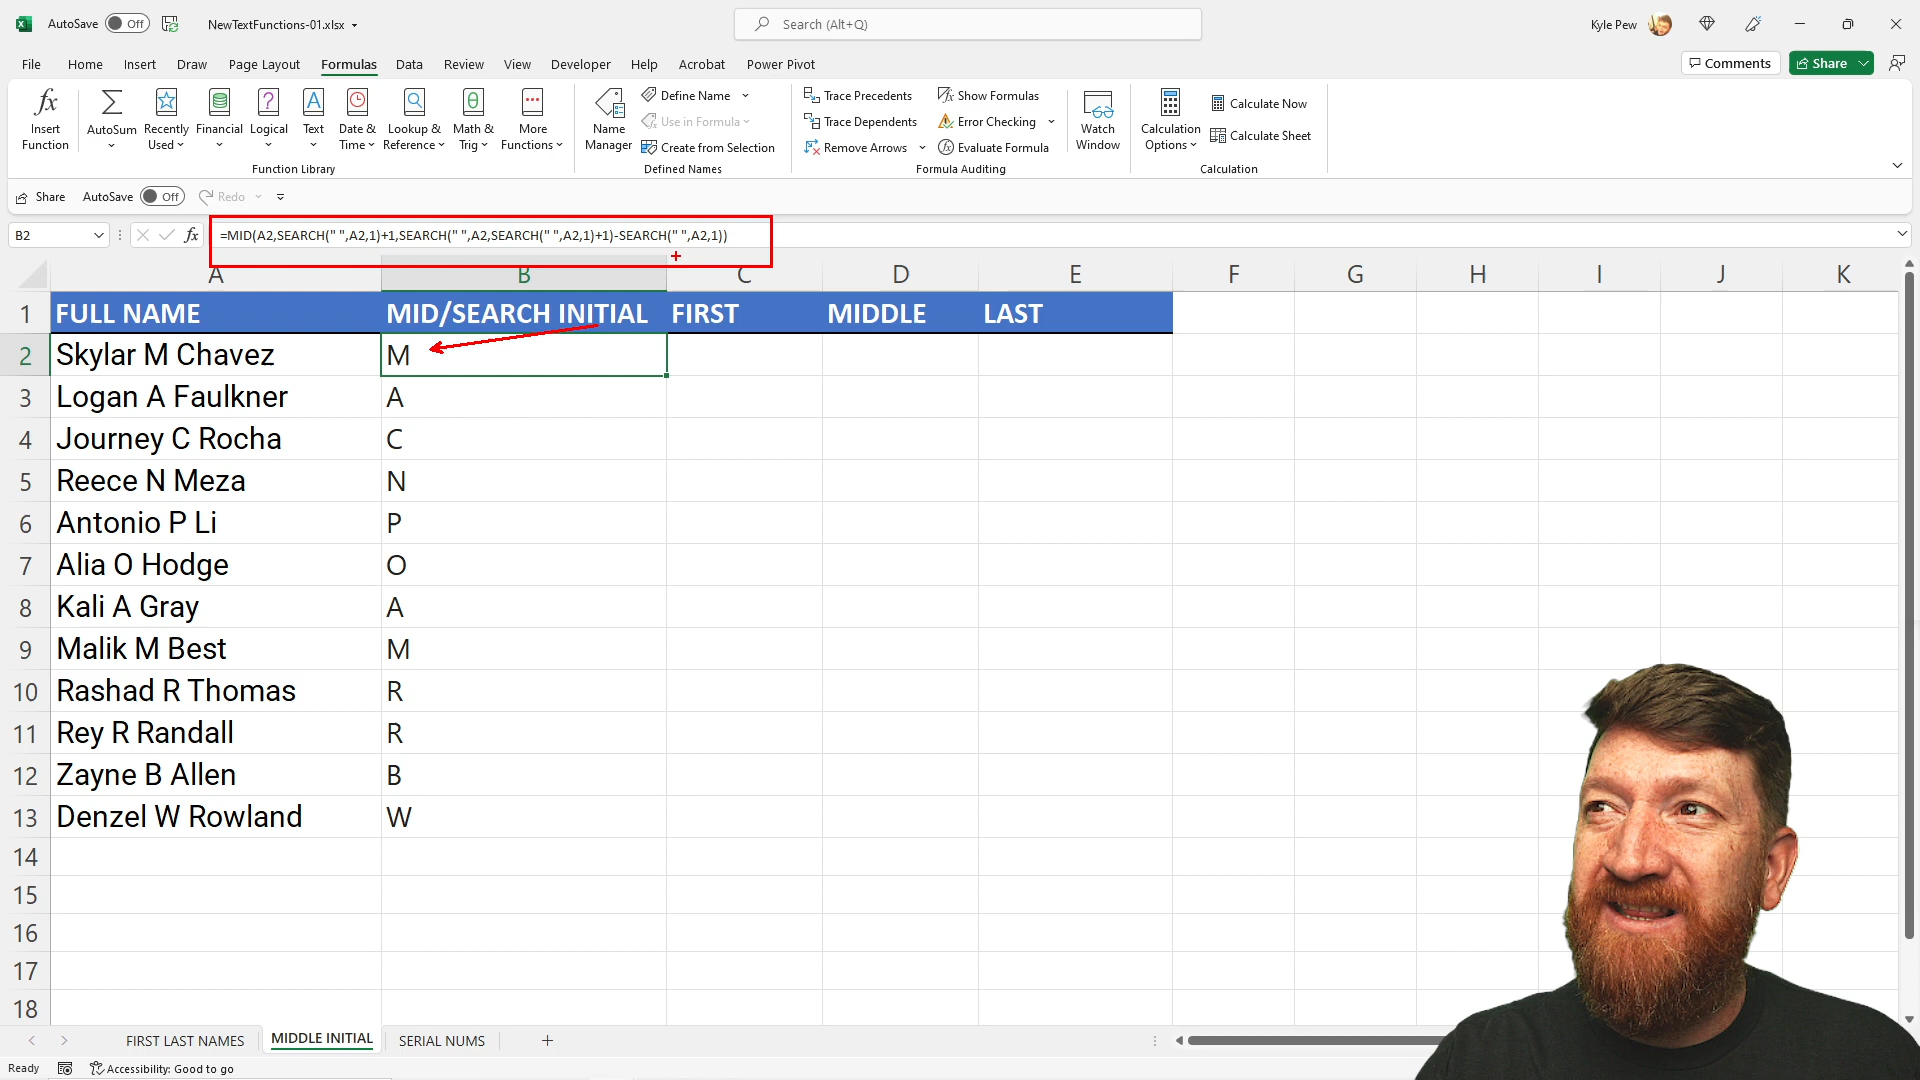 AutoSave Off NewTextFunctions-01.xlsx Search (Alt+Q) Kyle Pew
File Home Insert Draw Page Layout Formulas Data Review View Developer Help Acrobat Power Pivot Comments Share
Insert Function AutoSum Recently Used Financial Logical Text Date & Time Lookup & Reference Math & Trig More Functions
Function Library
Name Manager
Define Name
Use in Formula
Create from Selection
Defined Names
Trace Precedents Show Formulas
Trace Dependents Error Checking
Remove Arrows Evaluate Formula
Formula Auditing
Watch Window
Calculation Options
Calculate Now
Calculate Sheet
Calculation
Share AutoSave Off Redo
B2 fx =MID(A2,SEARCH(" ",A2,1)+1,SEARCH(" ",A2,SEARCH(" ",A2,1)+1)-SEARCH(" ",A2,1))
A B C D E F G H I J K
1 FULL NAME MID/SEARCH INITIAL FIRST MIDDLE LAST
2 Skylar M Chavez M
3 Logan A Faulkner A
4 Journey C Rocha C
5 Reece N Meza N
6 Antonio P Li P
7 Alia O Hodge O
8 Kali A Gray A
9 Malik M Best M
10 Rashad R Thomas R
11 Rey R Randall R
12 Zayne B Allen B
13 Denzel W Rowland W
14
15
16
17
18
FIRST LAST NAMES MIDDLE INITIAL SERIAL NUMS
Ready Accessibility: Good to go